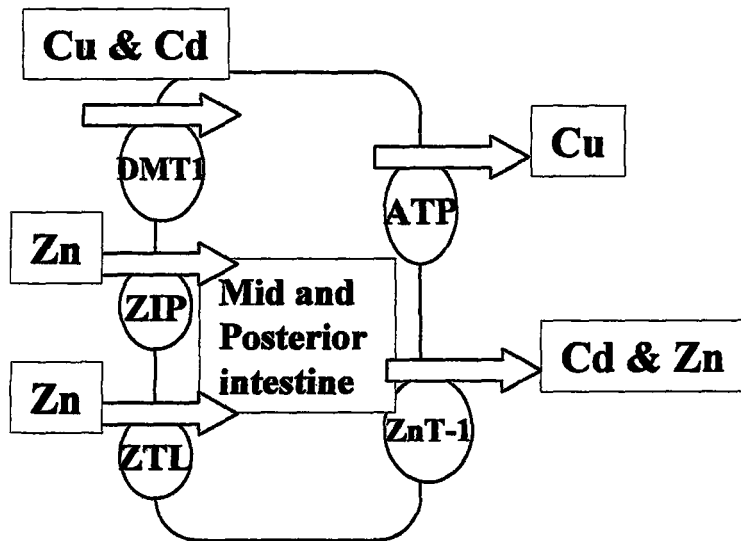 Cu & Cd
DMT1
Cu
ATP
Zn
ZIP
Mid and
Posterior
intestine
Cd & Zn
Zn
ZTL
ZnT-1